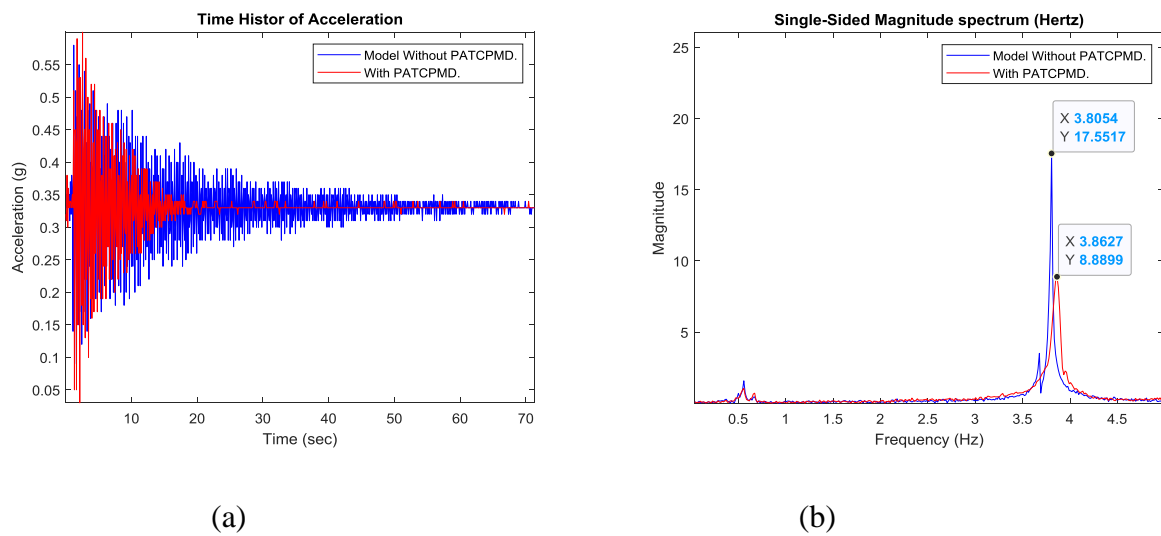 Time Histor of Acceleration
Model Without PATCPMD.
With PATCPMD.
0.55
0.5
0.45
0.4
0.35
0.3
0.25
0.2
0.15
0.1
0.05
Acceleration (g)
10 20 30 40 50 60 70
Time (sec)
(a)
Single-Sided Magnitude spectrum (Hertz)
Model Without PATCPMD.
With PATCPMD.
X 3.8054
Y 17.5517
X 3.8627
Y 8.8899
25
20
15
10
5
Magnitude
0.5 1 1.5 2 2.5 3 3.5 4 4.5
Frequency (Hz)
(b)